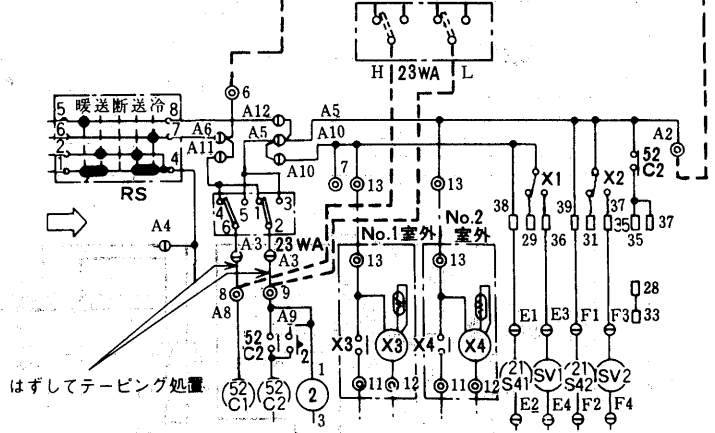 H 23WA L
6
5 暖送断送冷 8
6 7
2
1 4
RS
A12 A5
A6 A5 A10
A11 A10
7 13 13
A2
52
C2
X1 X2
4 5 1 3
6 2
23WA
A4
A3 A3
8 9
A8 A9
No.1室外
No.2
室外
13 13
38 29 36 39 31 37 35 35 37
28
33
52
C2
2
1
2
3
X3 X3 X4 X4
11 12 11 12
E1 E3 F1 F3
21
S41
SV1
21
S42
SV2
E2 E4 F2 F4
52
C1
52
C2
はずしてテーピング処置